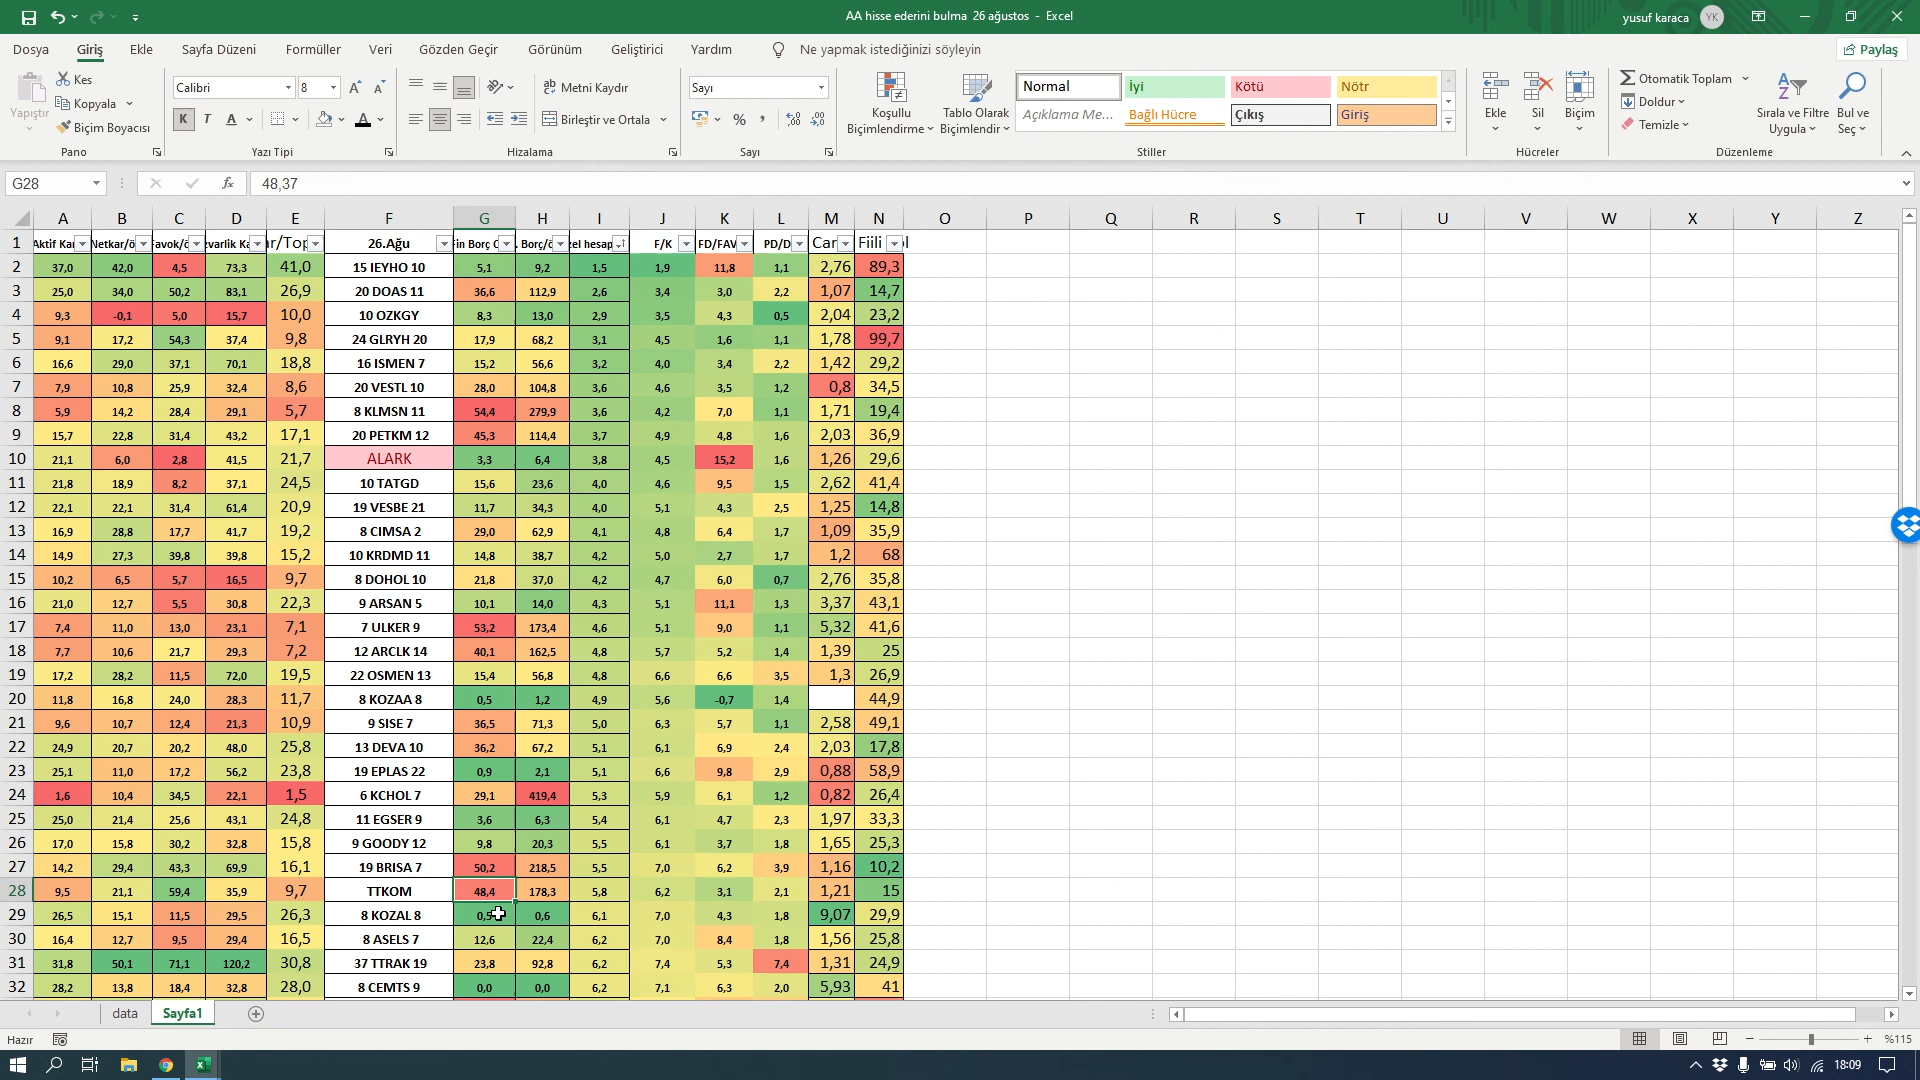 AA hisse ederini bulma 26 ağustos - Excel
yusuf karaca YK
Dosya Giriş Ekle Sayfa Düzeni Formüller Veri Gözden Geçir Görünüm Geliştirici Yardım Ne yapmak istediğinizi söyleyin Paylaş
Yapıştır Kes Kopyala Biçim Boyacısı Pano
Calibri 8 K T A Yazı Tipi
Metni Kaydır Birleştir ve Ortala Hizalama
Sayı % Sayı
Koşullu Biçimlendirme Tablo Olarak Biçimlendir
Normal İyi Kötü Nötr
Açıklama Me... Bağlı Hücre Çıkış Giriş
Stiller
Ekle Sil Biçim Hücreler
Otomatik Toplam Doldur Temizle Sırala ve Filtre Uygula Bul ve Seç Düzenleme
G28 fx 48,37
A B C D E F G H I J K L M N O P Q R S T U V W X Y Z
1 Aktif Kar Netkar/ö Favok/ö zvarlik Ka ar/Top 26.Ağu Fin Borç Ö . Borç/ö zel hesap F/K FD/FAV PD/D Car Fiili ol
2 37,0 42,0 4,5 73,3 41,0 15 IEYHO 10 5,1 9,2 1,5 1,9 11,8 1,1 2,76 89,3
3 25,0 34,0 50,2 83,1 26,9 20 DOAS 11 36,6 112,9 2,6 3,4 3,0 2,2 1,07 14,7
4 9,3 -0,1 5,0 15,7 10,0 10 OZKGY 8,3 13,0 2,9 3,5 4,3 0,5 2,04 23,2
5 9,1 17,2 54,3 37,4 9,8 24 GLRYH 20 17,9 68,2 3,1 4,5 1,6 1,1 1,78 99,7
6 16,6 29,0 37,1 70,1 18,8 16 ISMEN 7 15,2 56,6 3,2 4,0 3,4 2,2 1,42 29,2
7 7,9 10,8 25,9 32,4 8,6 20 VESTL 10 28,0 104,8 3,6 4,6 3,5 1,2 0,8 34,5
8 5,9 14,2 28,4 29,1 5,7 8 KLMSN 11 54,4 279,9 3,6 4,2 7,0 1,1 1,71 19,4
9 15,7 22,8 31,4 43,2 17,1 20 PETKM 12 45,3 114,4 3,7 4,9 4,8 1,6 2,03 36,9
10 21,1 6,0 2,8 41,5 21,7 ALARK 3,3 6,4 3,8 4,5 15,2 1,6 1,26 29,6
11 21,8 18,9 8,2 37,1 24,5 10 TATGD 15,6 23,6 4,0 4,6 9,5 1,5 2,62 41,4
12 22,1 22,1 31,4 61,4 20,9 19 VESBE 21 11,7 34,3 4,0 5,1 4,3 2,5 1,25 14,8
13 16,9 28,8 17,7 41,7 19,2 8 CIMSA 2 29,0 62,9 4,1 4,8 6,4 1,7 1,09 35,9
14 14,9 27,3 39,8 39,8 15,2 10 KRDMD 11 14,8 38,7 4,2 5,0 2,7 1,7 1,2 68
15 10,2 6,5 5,7 16,5 9,7 8 DOHOL 10 21,8 37,0 4,2 4,7 6,0 0,7 2,76 35,8
16 21,0 12,7 5,5 30,8 22,3 9 ARSAN 5 10,1 14,0 4,3 5,1 11,1 1,3 3,37 43,1
17 7,4 11,0 13,0 23,1 7,1 7 ULKER 9 53,2 173,4 4,6 5,1 9,0 1,1 5,32 41,6
18 7,7 10,6 21,7 29,3 7,2 12 ARCLK 14 40,1 162,5 4,8 5,7 5,2 1,4 1,39 25
19 17,2 28,2 11,5 72,0 19,5 22 OSMEN 13 15,4 56,8 4,8 6,6 6,6 3,5 1,3 26,9
20 11,8 16,8 24,0 28,3 11,7 8 KOZAA 8 0,5 1,2 4,9 5,6 -0,7 1,4 44,9
21 9,6 10,7 12,4 21,3 10,9 9 SISE 7 36,5 71,3 5,0 6,3 5,7 1,1 2,58 49,1
22 24,9 20,7 20,2 48,0 25,8 13 DEVA 10 36,2 67,2 5,1 6,1 6,9 2,4 2,03 17,8
23 25,1 11,0 17,2 56,2 23,8 19 EPLAS 22 0,9 2,1 5,1 6,6 9,8 2,9 0,88 58,9
24 1,6 10,4 34,5 22,1 1,5 6 KCHOL 7 29,1 419,4 5,3 5,9 6,1 1,2 0,82 26,4
25 25,0 21,4 25,6 43,1 24,8 11 EGSER 9 3,6 6,3 5,4 6,1 4,7 2,3 1,97 33,3
26 17,0 15,8 30,2 32,8 15,8 9 GOODY 12 9,8 20,3 5,5 6,1 3,7 1,8 1,65 25,3
27 14,2 29,4 43,3 69,9 16,1 19 BRISA 7 50,2 218,5 5,5 7,0 6,2 3,9 1,16 10,2
28 9,5 21,1 59,4 35,9 9,7 TTKOM 48,4 178,3 5,8 6,2 3,1 2,1 1,21 15
29 26,5 15,1 11,5 29,5 26,3 8 KOZAL 8 0,5 0,6 6,1 7,0 4,3 1,8 9,07 29,9
30 16,4 12,7 9,5 29,4 16,5 8 ASELS 7 12,6 22,4 6,2 7,0 8,4 1,8 1,56 25,8
31 31,8 50,1 71,1 120,2 30,8 37 TTRAK 19 23,8 92,8 6,2 7,4 5,3 7,4 1,31 24,9
32 28,2 13,8 18,4 32,8 28,0 8 CEMTS 9 0,0 0,0 6,2 7,1 6,3 2,0 5,93 41
data Sayfa1
Hazır %115
18:09